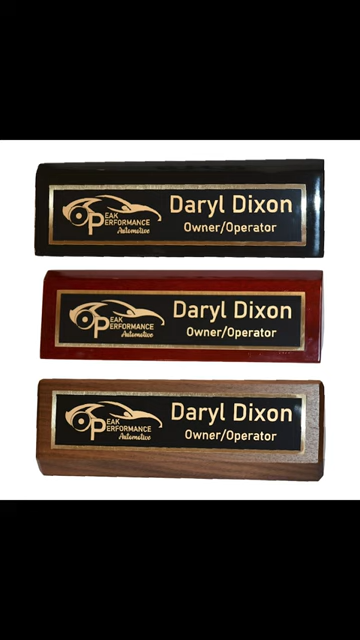 PEAK
PERFORMANCE
Automotive
Daryl Dixon
Owner/Operator
PEAK
PERFORMANCE
Automotive
Daryl Dixon
Owner/Operator
PEAK
PERFORMANCE
Automotive
Daryl Dixon
Owner/Operator